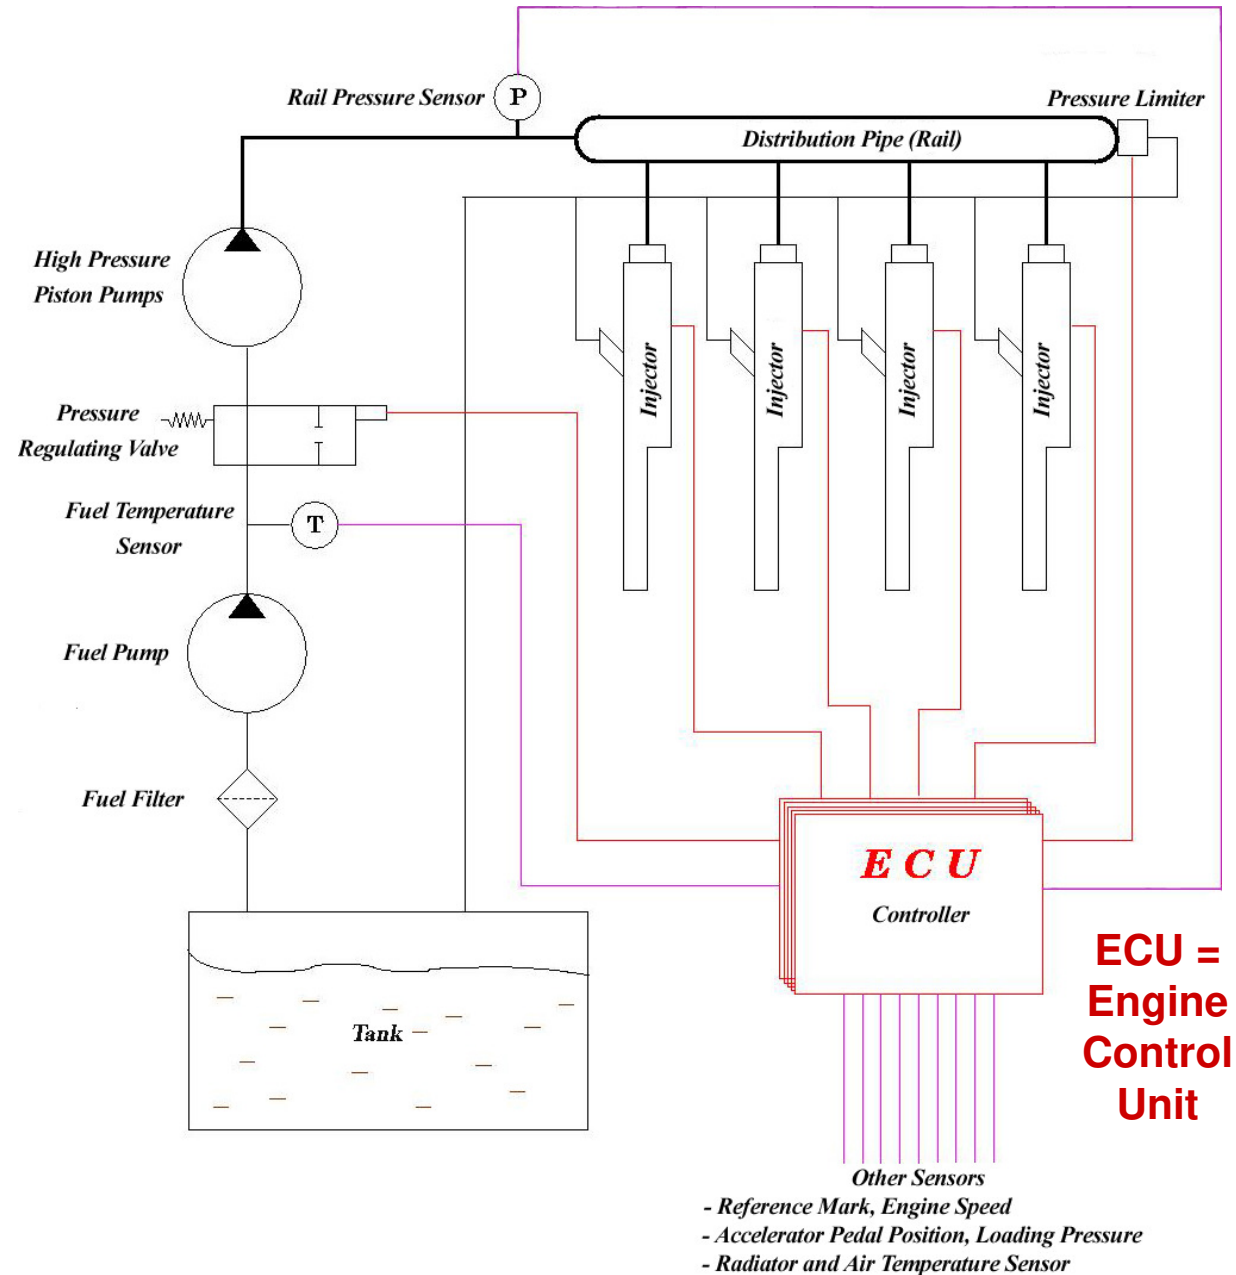 Rail Pressure Sensor
P
Pressure Limiter
Distribution Pipe (Rail)
High Pressure
Piston Pumps
Injector
Injector
Injector
Injector
Pressure
Regulating Valve
Fuel Temperature
Sensor
T
Fuel Pump
Fuel Filter
E C U
Controller
ECU =
Engine
Control
Unit
Tank
Other Sensors
- Reference Mark, Engine Speed
- Accelerator Pedal Position, Loading Pressure
- Radiator and Air Temperature Sensor